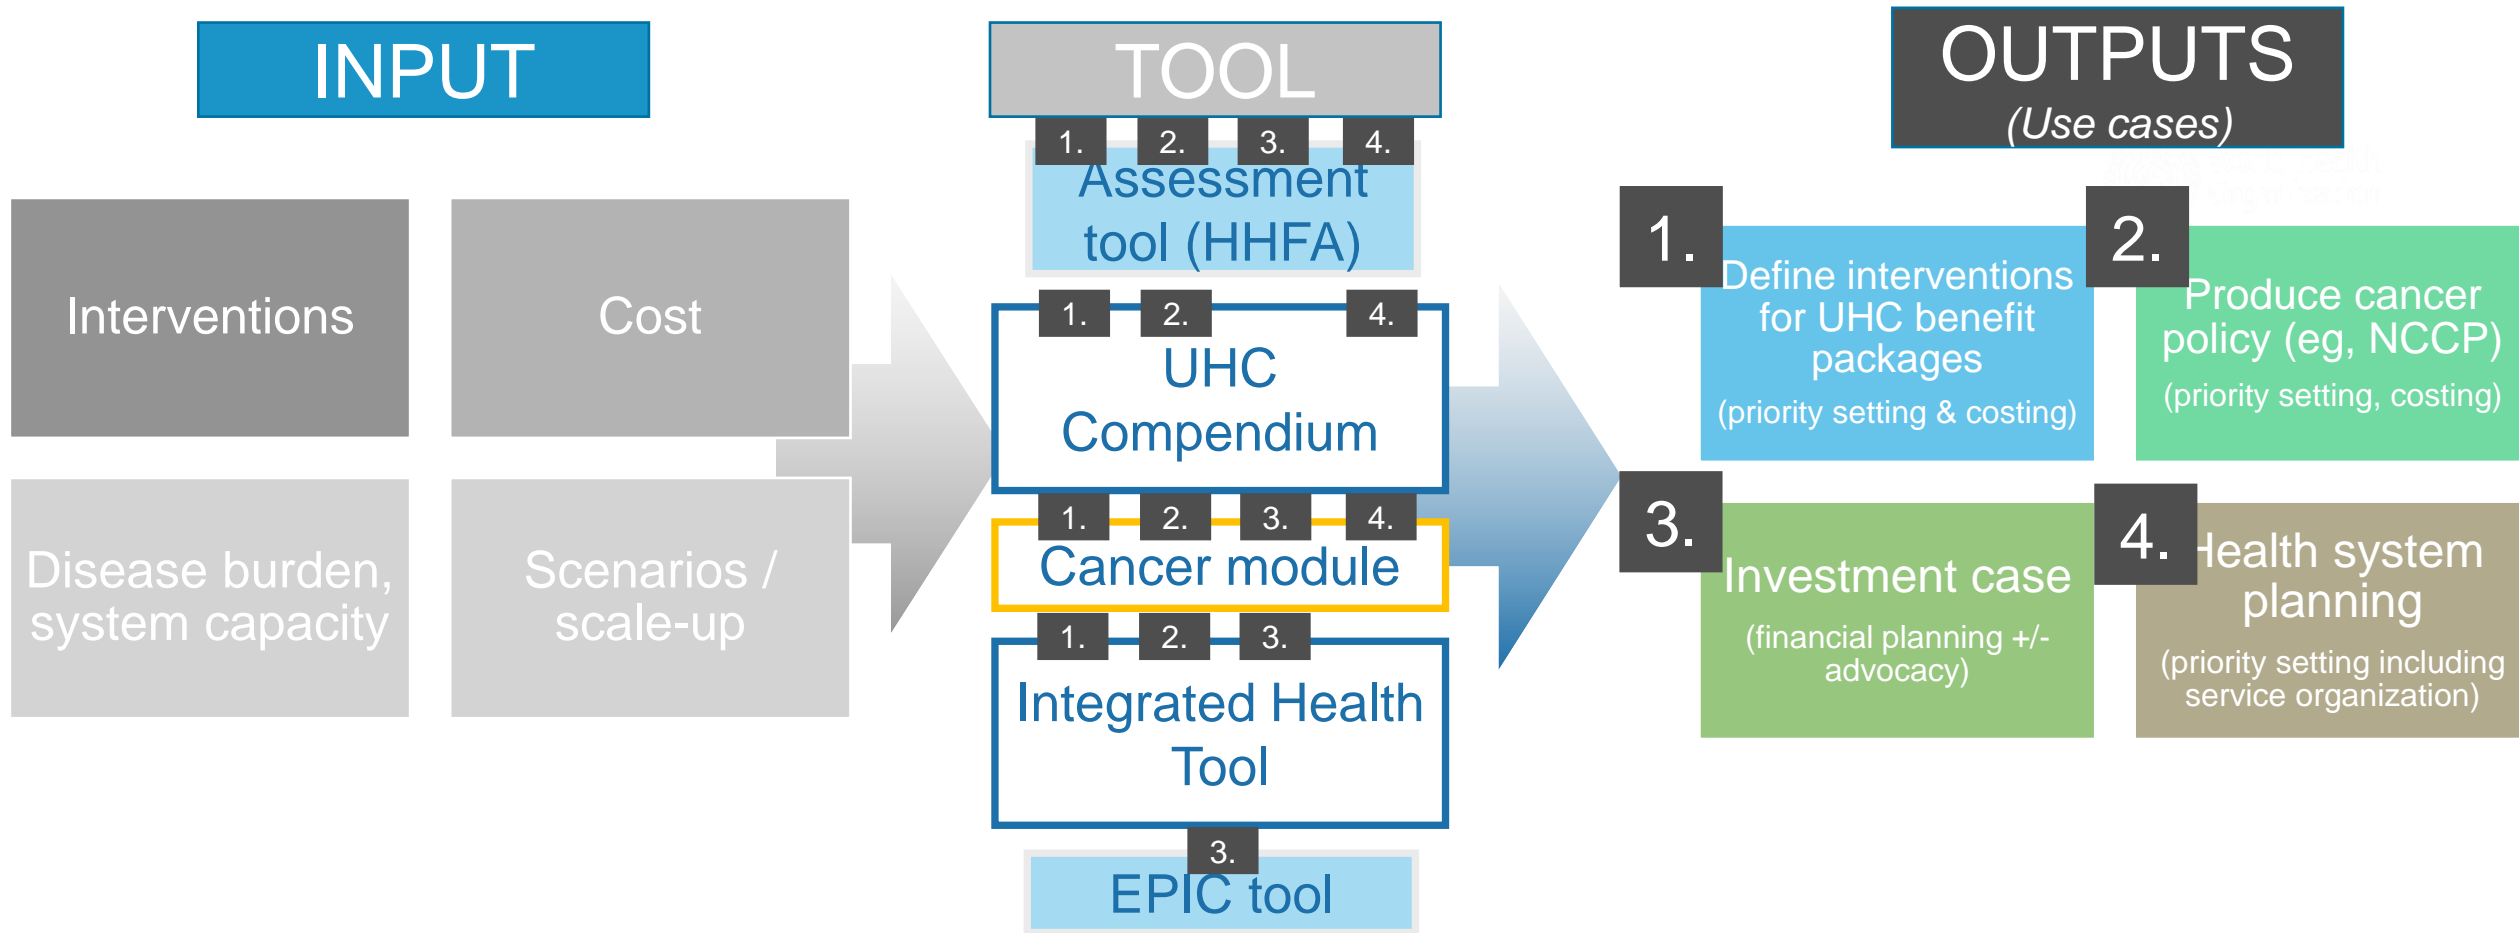 INPUT
Interventions
Cost
Disease burden,
system capacity
Scenarios /
scale-up
TOOL
1. 2. 3. 4.
Assessment
tool (HHFA)
1. 2. 4.
UHC
Compendium
1. 2. 3. 4.
Cancer module
1. 2. 3.
Integrated Health
Tool
3.
EPIC tool
OUTPUTS
(Use cases)
1.
Define interventions
for UHC benefit
packages
(priority setting & costing)
2.
Produce cancer
policy (eg, NCCP)
(priority setting, costing)
3.
Investment case
(financial planning +/-
advocacy)
4.
Health system
planning
(priority setting including
service organization)